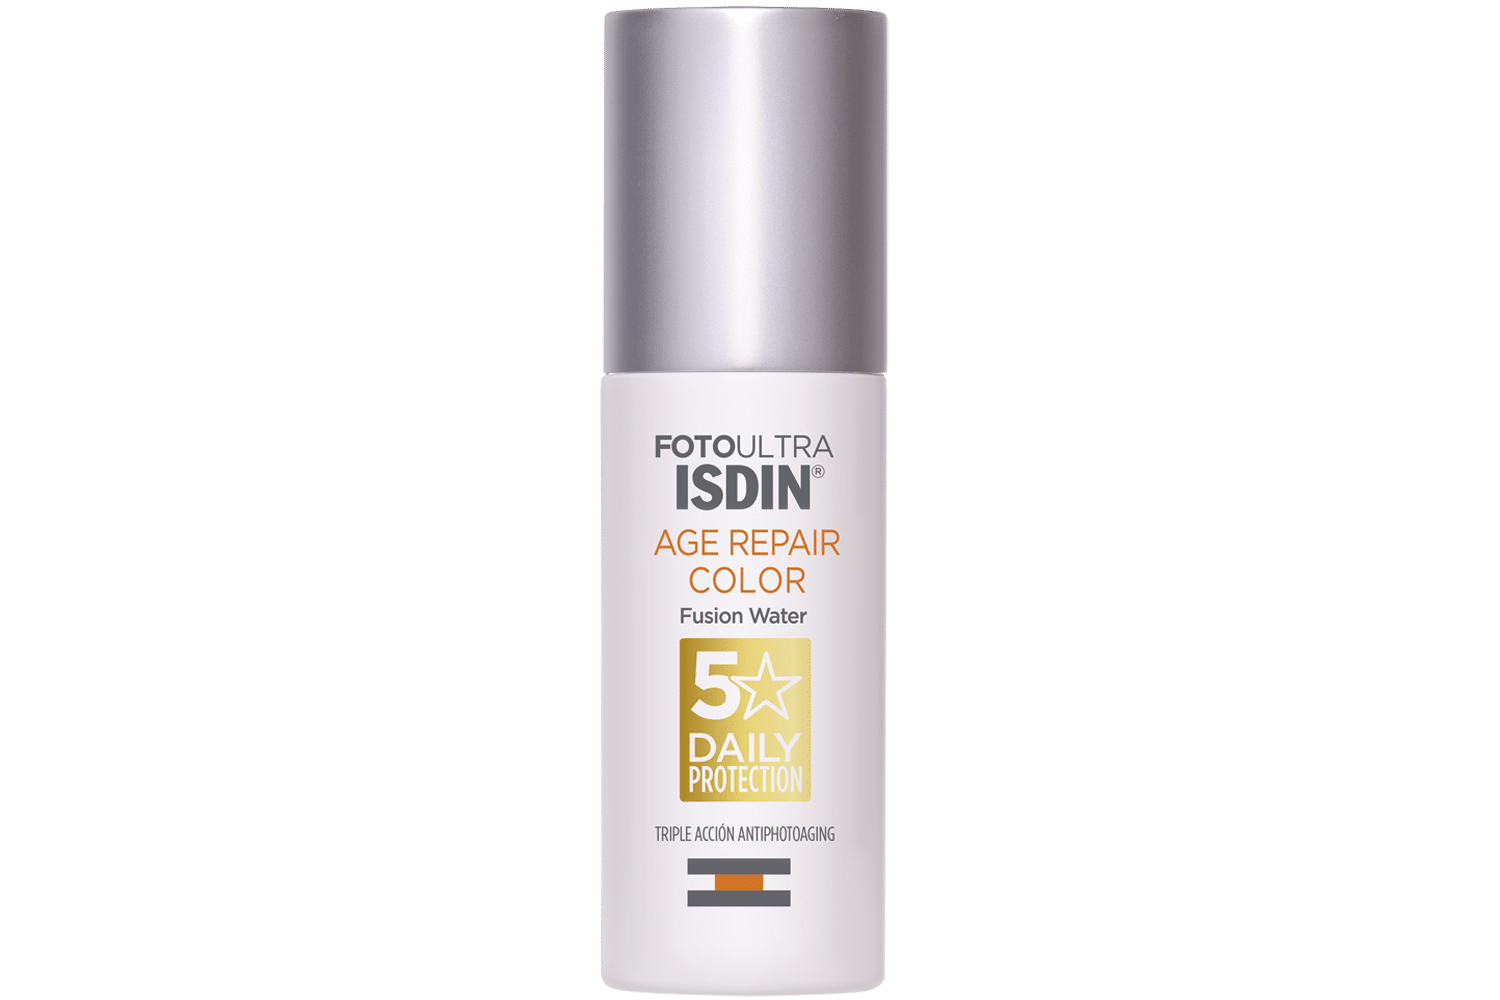 FOTOULTRA
ISDIN®
AGE REPAIR
COLOR
Fusion Water
5☆
DAILY
PROTECTION
TRIPLE ACCIÓN ANTIPHOTOAGING